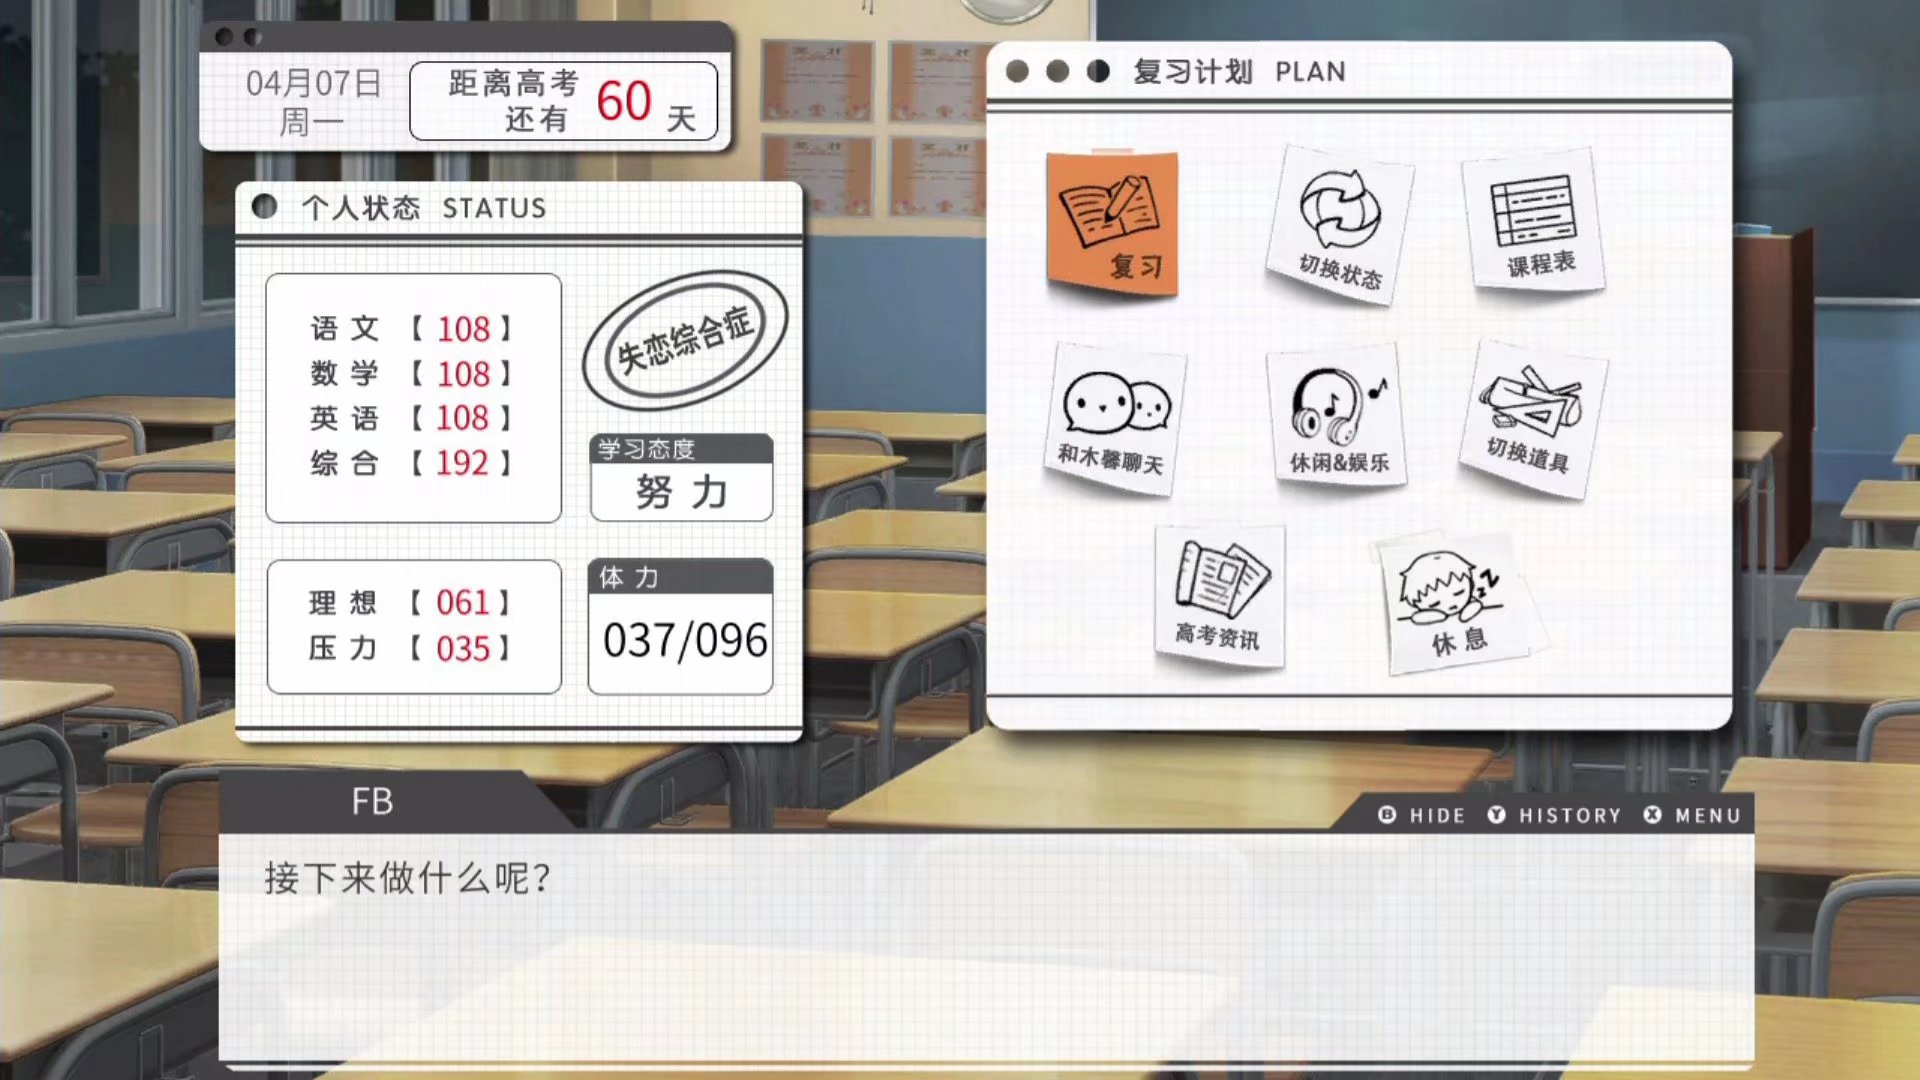 04月07日
周一
距离高考
还有 60 天
个人状态 STATUS
语文 【108】
数学 【108】
英语 【108】
综合 【192】
失恋综合症
学习态度
努力
理想 【061】
压力 【035】
体力
037/096
复习计划 PLAN
复习
切换状态
课程表
和木馨聊天
休闲&娱乐
切换道具
高考资讯
休息
FB
B HIDE Y HISTORY X MENU
接下来做什么呢?